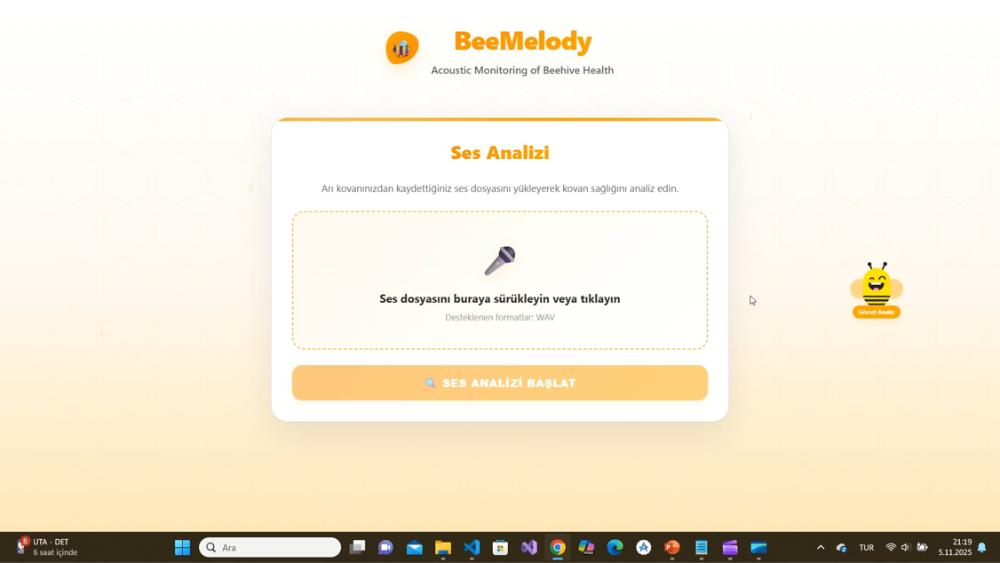 BeeMelody
Acoustic Monitoring of Beehive Health
Ses Analizi
Arı kovanınızdan kaydettiğiniz ses dosyasını yükleyerek kovan sağlığını analiz edin.
Ses dosyasını buraya sürükleyin veya tıklayın
Desteklenen formatlar: WAV
SES ANALİZİ BAŞLAT
Görsel Analiz
8
UTA - DET
6 saat içinde
Ara
M365
TUR
21:19
5.11.2025